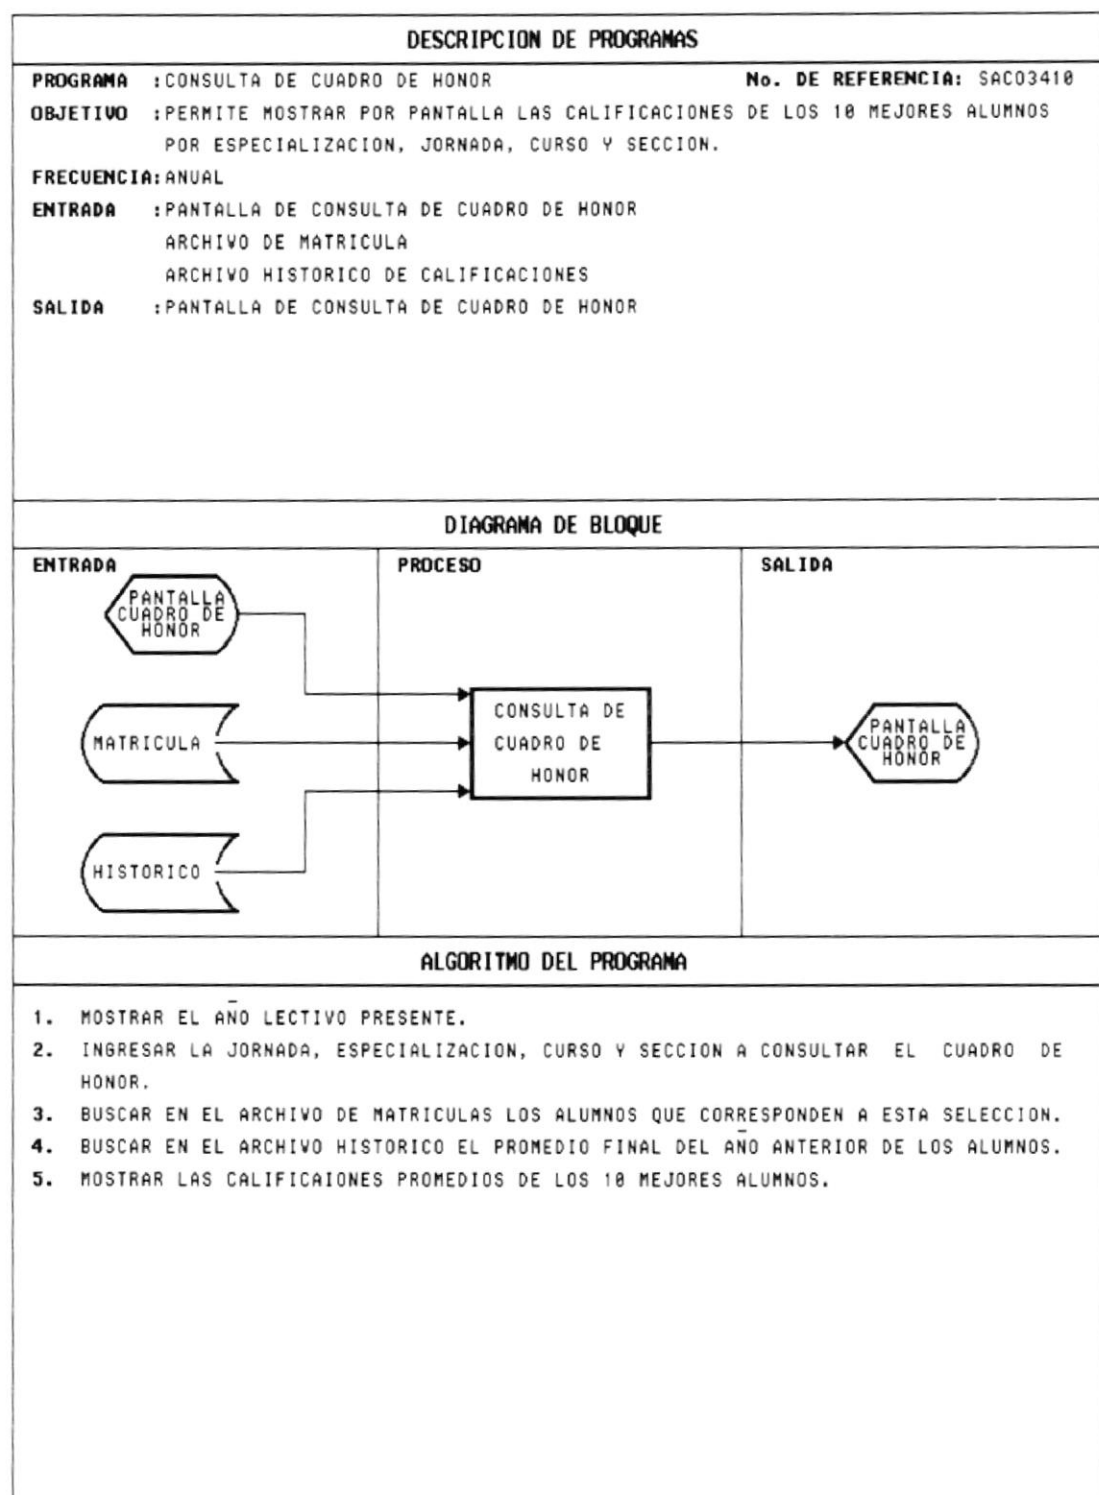 DESCRIPCION DE PROGRAMAS
PROGRAMA :CONSULTA DE CUADRO DE HONOR No. DE REFERENCIA: SACO3410
OBJETIVO :PERMITE MOSTRAR POR PANTALLA LAS CALIFICACIONES DE LOS 10 MEJORES ALUMNOS
POR ESPECIALIZACION, JORNADA, CURSO Y SECCION.
FRECUENCIA:ANUAL
ENTRADA :PANTALLA DE CONSULTA DE CUADRO DE HONOR
ARCHIVO DE MATRICULA
ARCHIVO HISTORICO DE CALIFICACIONES
SALIDA :PANTALLA DE CONSULTA DE CUADRO DE HONOR
DIAGRAMA DE BLOQUE
ENTRADA
PANTALLA
CUADRO DE
HONOR
MATRICULA
HISTORICO
PROCESO
CONSULTA DE
CUADRO DE
HONOR
SALIDA
PANTALLA
CUADRO DE
HONOR
ALGORITMO DEL PROGRAMA
1. MOSTRAR EL AÑO LECTIVO PRESENTE.
2. INGRESAR LA JORNADA, ESPECIALIZACION, CURSO Y SECCION A CONSULTAR EL CUADRO DE
HONOR.
3. BUSCAR EN EL ARCHIVO DE MATRICULAS LOS ALUMNOS QUE CORRESPONDEN A ESTA SELECCION.
4. BUSCAR EN EL ARCHIVO HISTORICO EL PROMEDIO FINAL DEL AÑO ANTERIOR DE LOS ALUMNOS.
5. MOSTRAR LAS CALIFICAIONES PROMEDIOS DE LOS 10 MEJORES ALUMNOS.